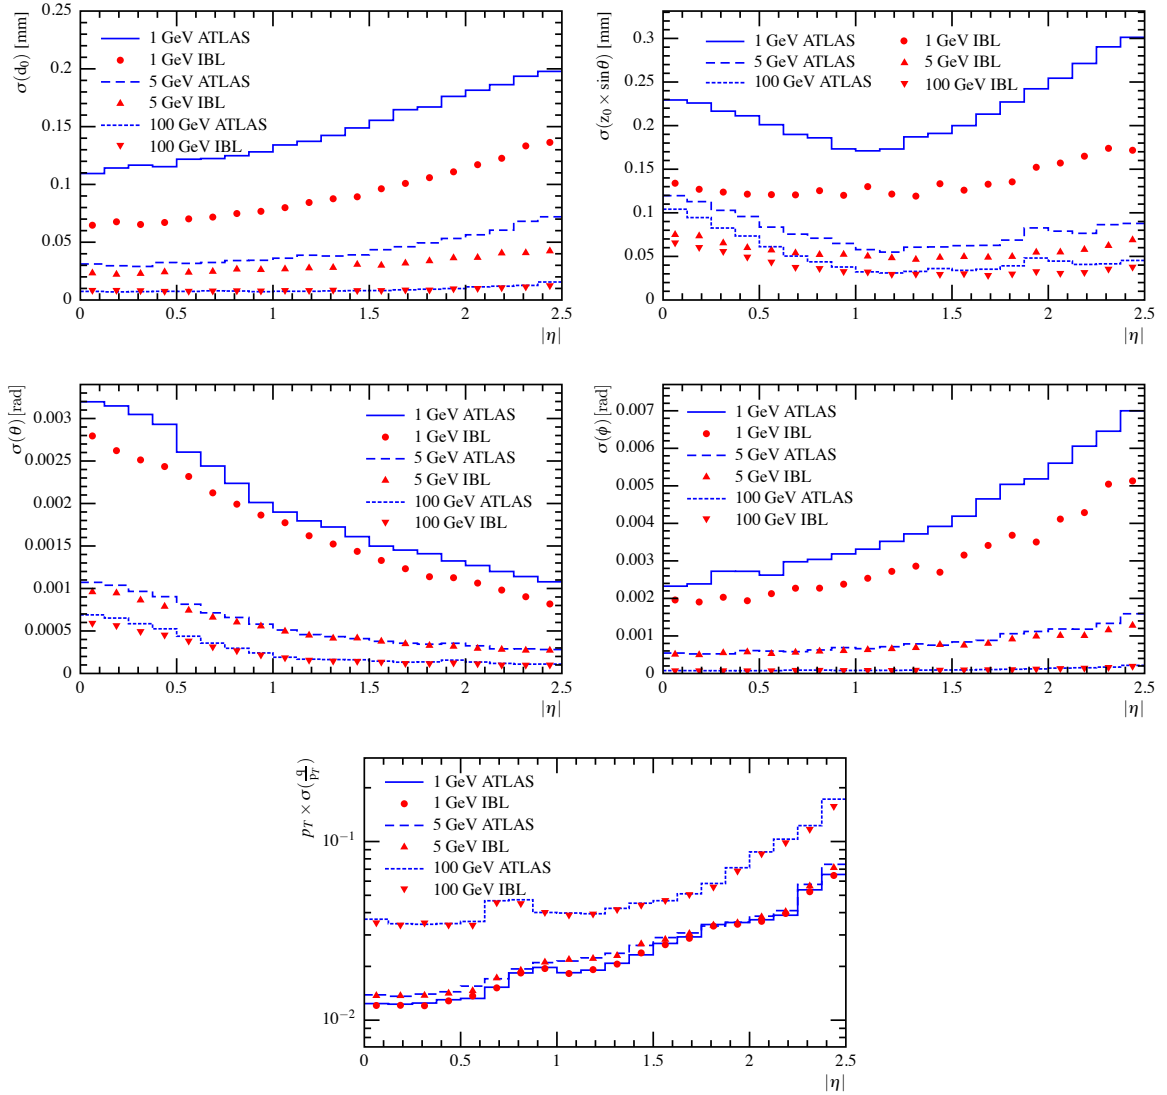 σ(d₀) [mm]
0.25
0.2
0.15
0.1
0.05
0
1 GeV ATLAS
1 GeV IBL
5 GeV ATLAS
5 GeV IBL
100 GeV ATLAS
100 GeV IBL
0 0.5 1 1.5 2 2.5
|η|
σ(z₀ × sinθ) [mm]
0.3
0.25
0.2
0.15
0.1
0.05
0
1 GeV ATLAS 1 GeV IBL
5 GeV ATLAS 5 GeV IBL
100 GeV ATLAS 100 GeV IBL
0 0.5 1 1.5 2 2.5
|η|
σ(θ) [rad]
0.003
0.0025
0.002
0.0015
0.001
0.0005
0
1 GeV ATLAS
1 GeV IBL
5 GeV ATLAS
5 GeV IBL
100 GeV ATLAS
100 GeV IBL
0 0.5 1 1.5 2 2.5
|η|
σ(ϕ) [rad]
0.007
0.006
0.005
0.004
0.003
0.002
0.001
0
1 GeV ATLAS
1 GeV IBL
5 GeV ATLAS
5 GeV IBL
100 GeV ATLAS
100 GeV IBL
0 0.5 1 1.5 2 2.5
|η|
p_T × σ(q/p_T)
10⁻¹
10⁻²
1 GeV ATLAS
1 GeV IBL
5 GeV ATLAS
5 GeV IBL
100 GeV ATLAS
100 GeV IBL
0 0.5 1 1.5 2 2.5
|η|